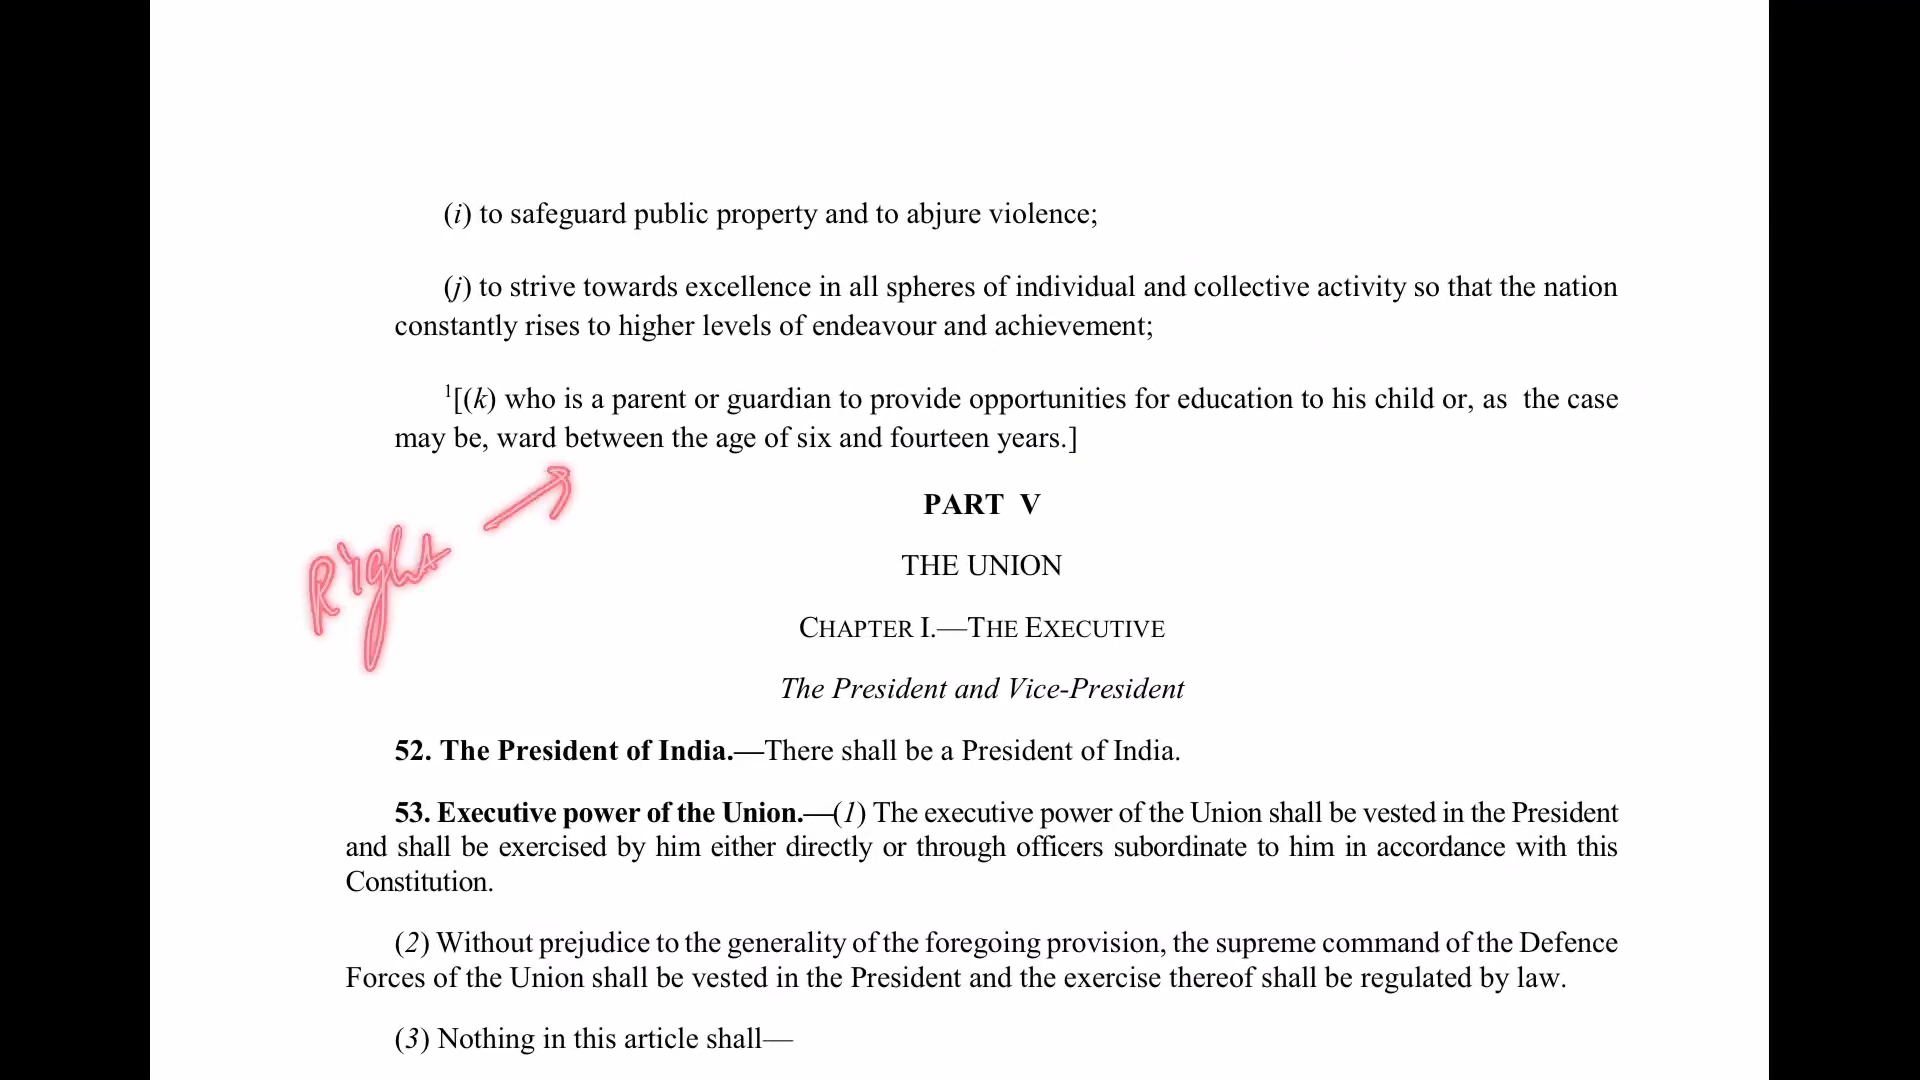 (i) to safeguard public property and to abjure violence;
(j) to strive towards excellence in all spheres of individual and collective activity so that the nation
constantly rises to higher levels of endeavour and achievement;
1[(k) who is a parent or guardian to provide opportunities for education to his child or, as the case
may be, ward between the age of six and fourteen years.]
PART V
Right
THE UNION
CHAPTER I.—THE EXECUTIVE
The President and Vice-President
52. The President of India.—There shall be a President of India.
53. Executive power of the Union.—(1) The executive power of the Union shall be vested in the President
and shall be exercised by him either directly or through officers subordinate to him in accordance with this
Constitution.
(2) Without prejudice to the generality of the foregoing provision, the supreme command of the Defence
Forces of the Union shall be vested in the President and the exercise thereof shall be regulated by law.
(3) Nothing in this article shall—